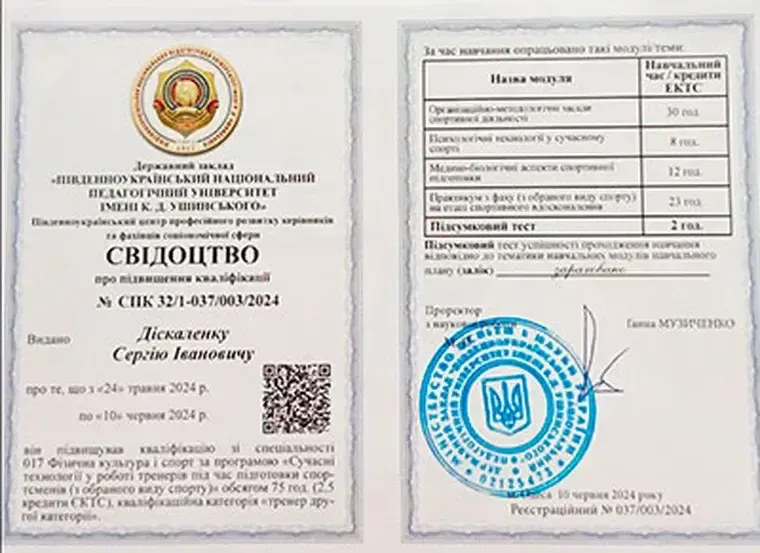 Державний заклад
«ПІВДЕННОУКРАЇНСЬКИЙ НАЦІОНАЛЬНИЙ
ПЕДАГОГІЧНИЙ УНІВЕРСИТЕТ
ІМЕНІ К. Д. УШИНСЬКОГО»
Південноукраїнський центр професійного розвитку керівників
та фахівців соціономічної сфери
СВІДОЦТВО
про підвищення кваліфікації
№ СПК 32/1-037/003/2024
Видано
Діскаленку
Сергію Івановичу
про те, що з «24» травня 2024 р.
по «10» червня 2024 р.
він підвищував кваліфікацію зі спеціальності
017 Фізична культура і спорт за програмою «Сучасні
технології у роботі тренерів під час підготовки спор-
тсменів (з обраного виду спорту)» обсягом 75 год. (2,5
кредити ЄКТС), кваліфікаційна категорія «тренер дру-
гої категорії».
За час навчання опрацьовано такі модулі/теми:
Назва модуля
Навчальний
час / кредити
ЕКТС
Організаційно-методологічні засади
спортивної діяльності
30 год.
Психологічні технології у сучасному
спорті
8 год.
Медико-біологічні аспекти спортивної
підготовки
12 год.
Практикум з фаху (з обраного виду спорту)
на етапі спортивного вдосконалення
23 год.
Підсумковий тест
2 год.
Підсумковий тест успішності проходження навчання
відповідно до тематики навчальних модулів навчального
плану (залік) зараховано
Проректор
з наукової роботи
Ганна МУЗИЧЕНКО
МІНІСТЕРСТВО ОСВІТИ І НАУКИ УКРАЇНИ
02125473
м. Одеса 10 червня 2024 року
Реєстраційний № 037/003/2024